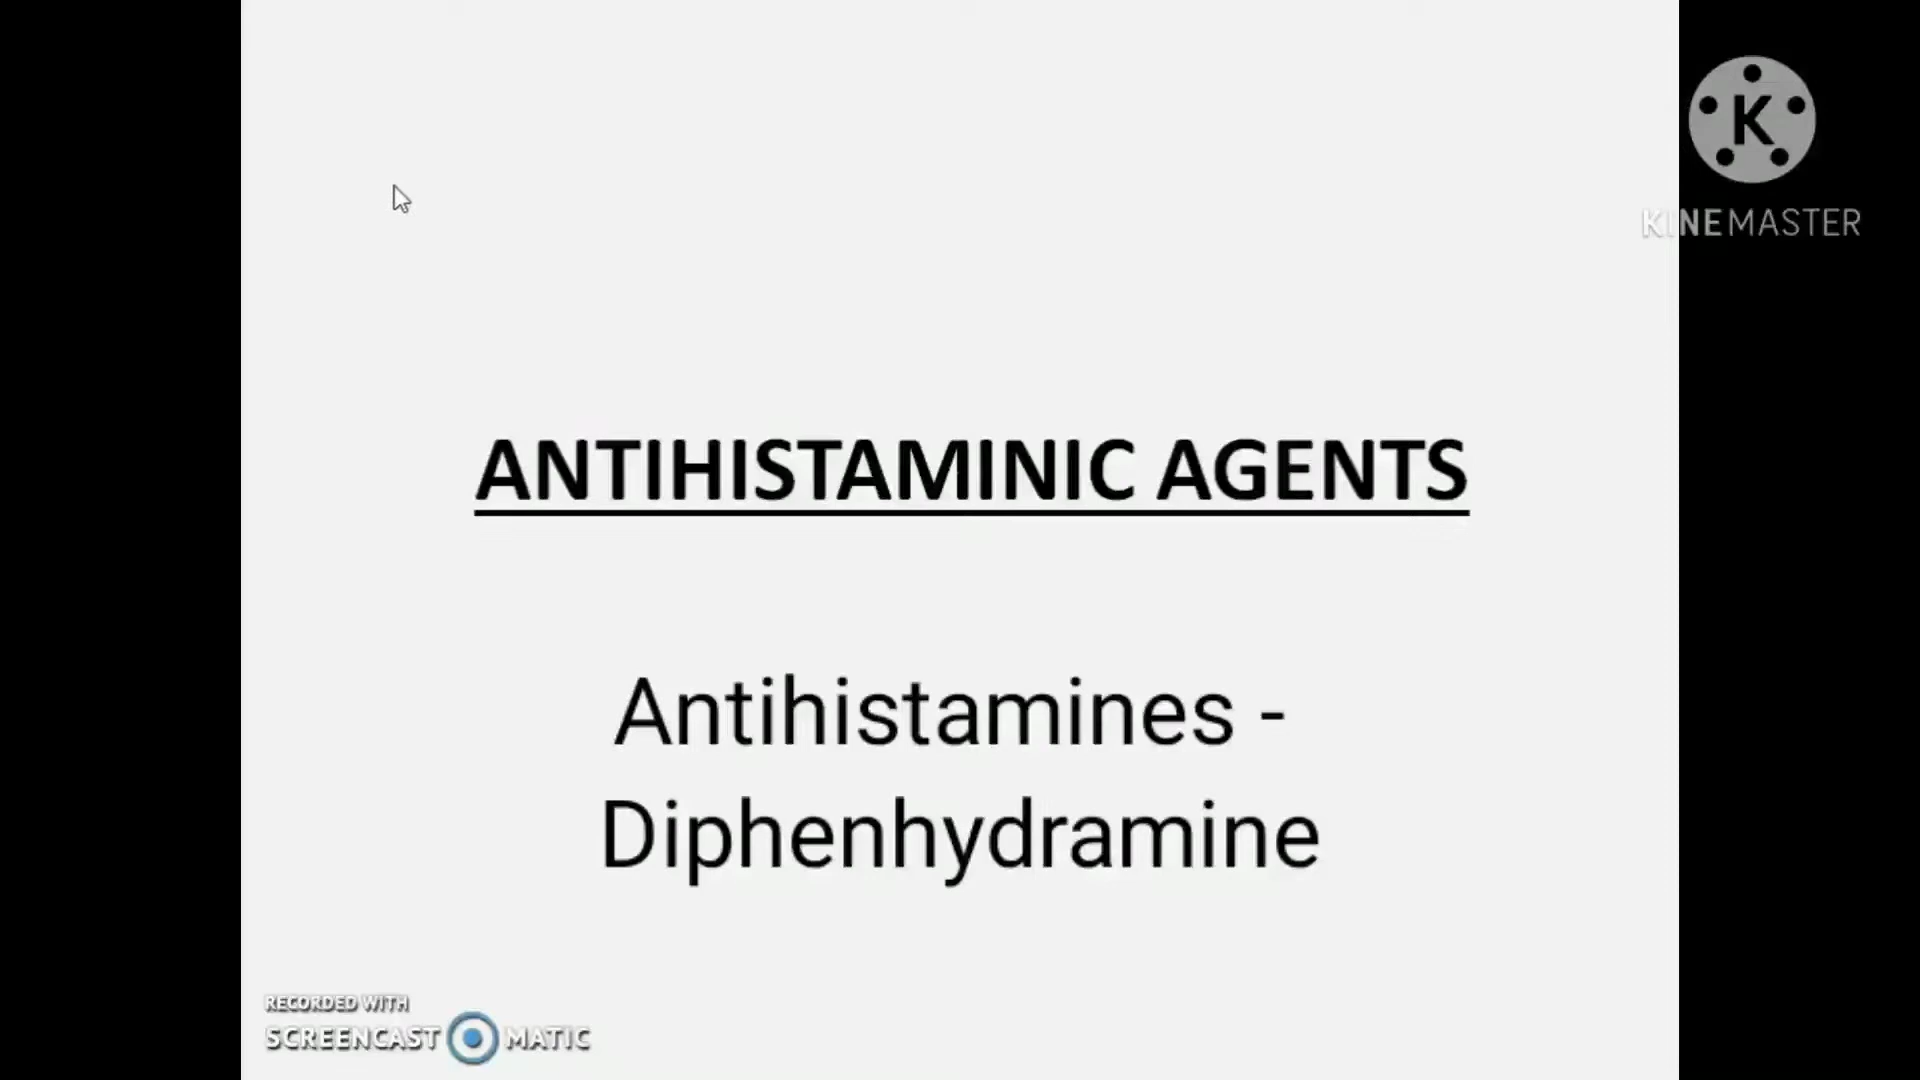 K
KINEMASTER
ANTIHISTAMINIC AGENTS
Antihistamines -
Diphenhydramine
RECORDED WITH
SCREENCAST MATIC